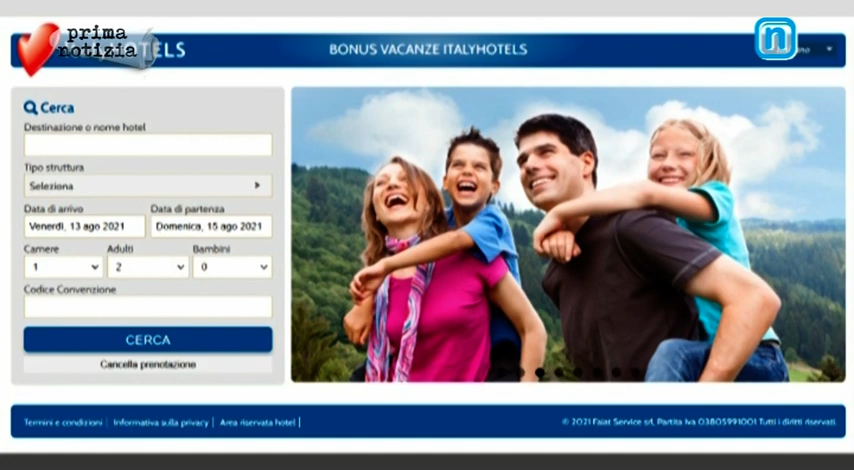 prima
notizia
TELS
BONUS VACANZE ITALYHOTELS
n
Cerca
Destinazione o nome hotel
Tipo struttura
Seleziona
Data di arrivo Data di partenza
Venerdì, 13 ago 2021 Domenica, 15 ago 2021
Camere Adulti Bambini
1 2 0
Codice Convenzione
CERCA
Cancella prenotazione
Termini e condizioni | Informativa sulla privacy | Area riservata hotel |
© 2021 Faiat Service srl, Partita Iva 03805991001 Tutti i diritti riservati.